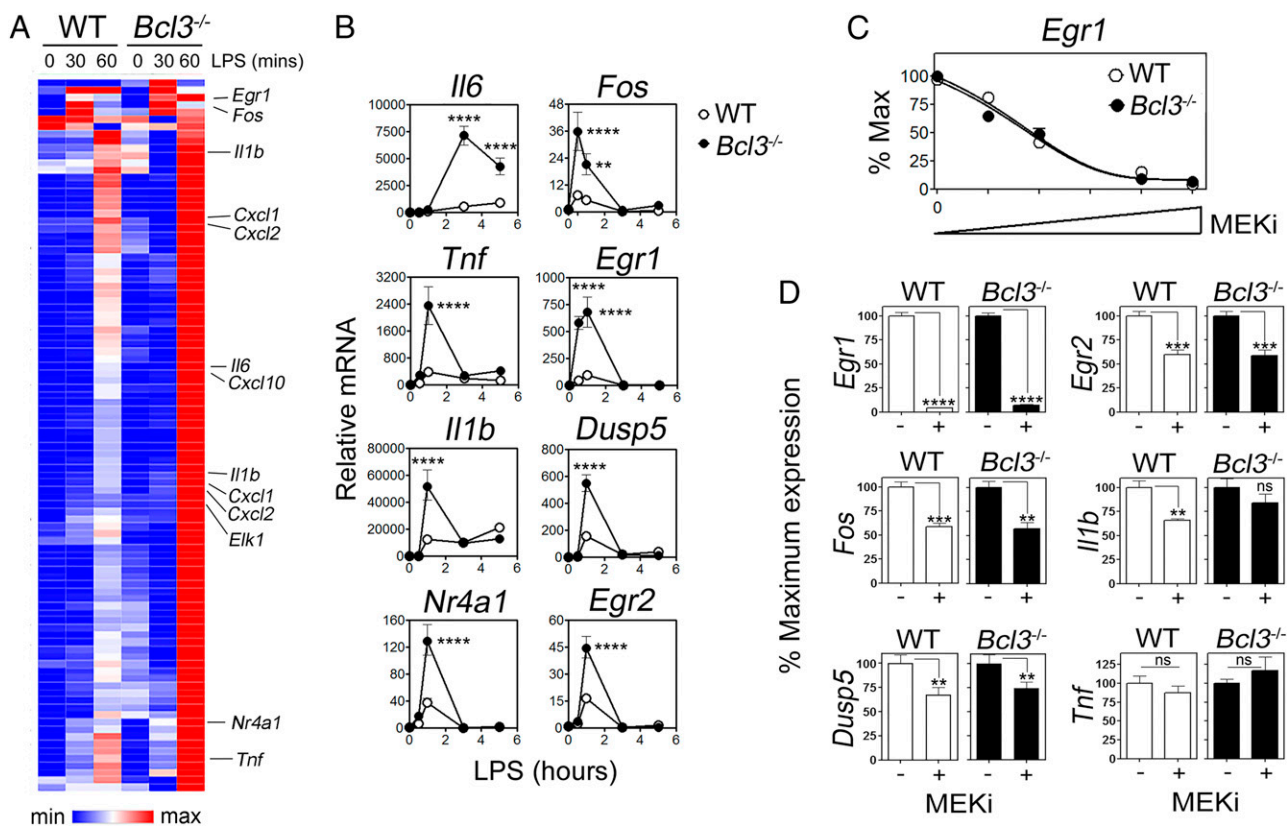 A
WT Bcl3-/-
0 30 60 0 30 60 LPS (mins)
Egr1
Fos
Il1b
Cxcl1
Cxcl2
Il6
Cxcl10
Il1b
Cxcl1
Cxcl2
Elk1
Nr4a1
Tnf
min max
B
Relative mRNA
Il6
10000
7500
5000
2500
0
0 2 4 6
****
****
Fos
48
36
24
12
0
0 2 4 6
****
**
WT
Bcl3-/-
Tnf
3200
2400
1600
800
0
0 2 4 6
****
Egr1
1000
750
500
250
0
0 2 4 6
****
****
Il1b
80000
60000
40000
20000
0
0 2 4 6
****
Dusp5
800
600
400
200
0
0 2 4 6
****
Nr4a1
160
120
80
40
0
0 2 4 6
****
Egr2
60
45
30
15
0
0 2 4 6
****
LPS (hours)
C
Egr1
% Max
100
75
50
25
0
0
WT
Bcl3-/-
MEKi
D
% Maximum expression
WT Bcl3-/-
Egr1
100
75
50
25
0
**** ****
- + - +
WT Bcl3-/-
Egr2
100
75
50
25
0
*** ***
- + - +
WT Bcl3-/-
Fos
100
75
50
25
0
*** **
- + - +
WT Bcl3-/-
Il1b
100
75
50
25
0
** ns
- + - +
WT Bcl3-/-
Dusp5
100
75
50
25
0
** **
- + - +
MEKi
WT Bcl3-/-
Tnf
125
100
75
50
25
0
ns ns
- + - +
MEKi